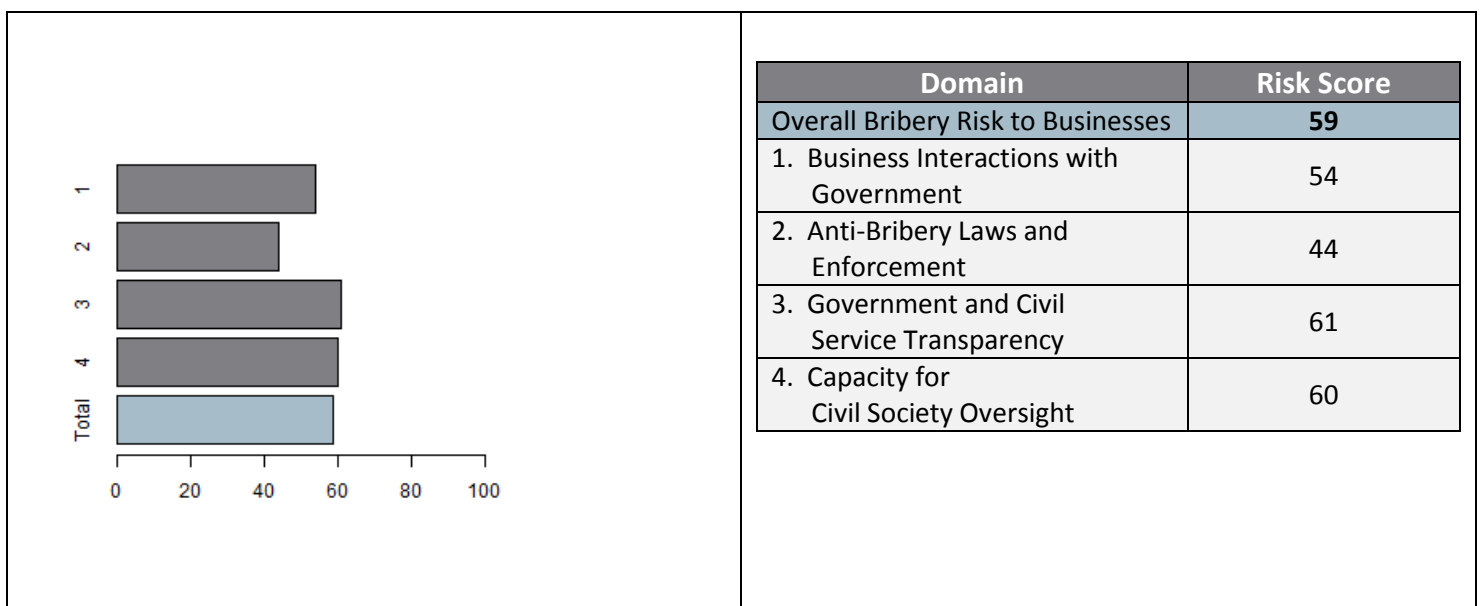 1
2
3
4
Total
0 20 40 60 80 100
Domain Risk Score
Overall Bribery Risk to Businesses 59
1. Business Interactions with
Government
54
2. Anti-Bribery Laws and
Enforcement
44
3. Government and Civil
Service Transparency
61
4. Capacity for
Civil Society Oversight
60